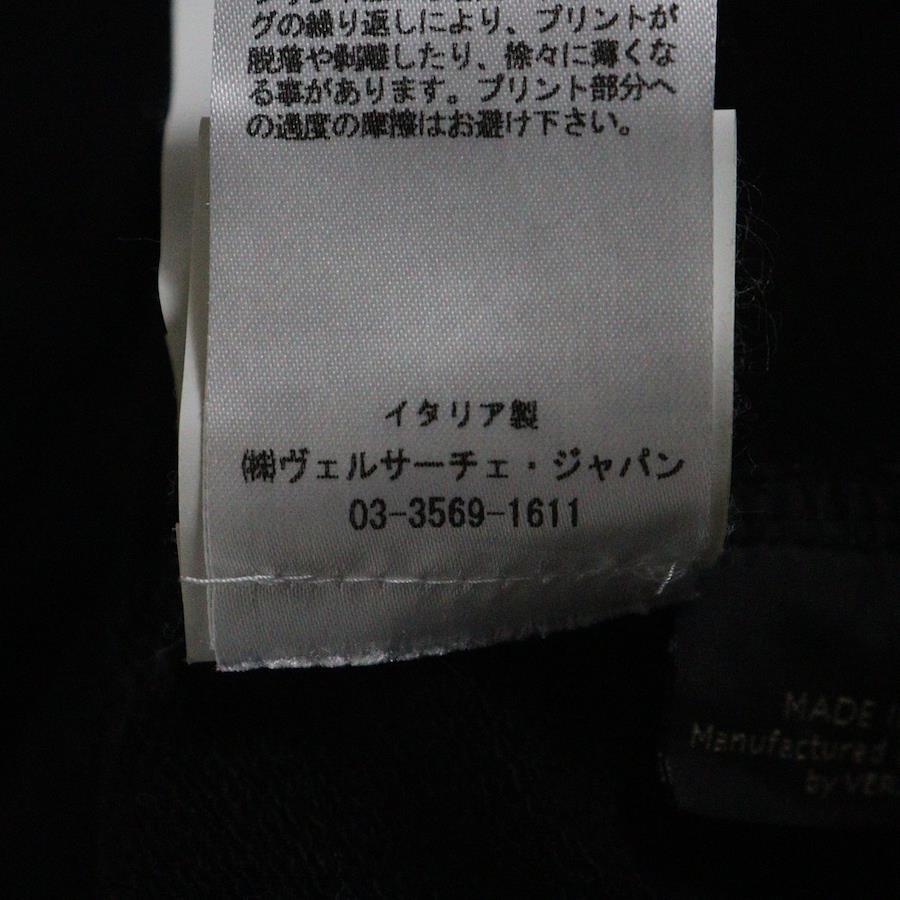 グの繰り返しにより、プリントが
脱落や剥離したり、徐々に薄くな
る事があります。プリント部分へ
の過度の摩擦はお避け下さい。
イタリア製
㈱ヴェルサーチェ・ジャパン
03-3569-1611
MADE
Manufactured
by